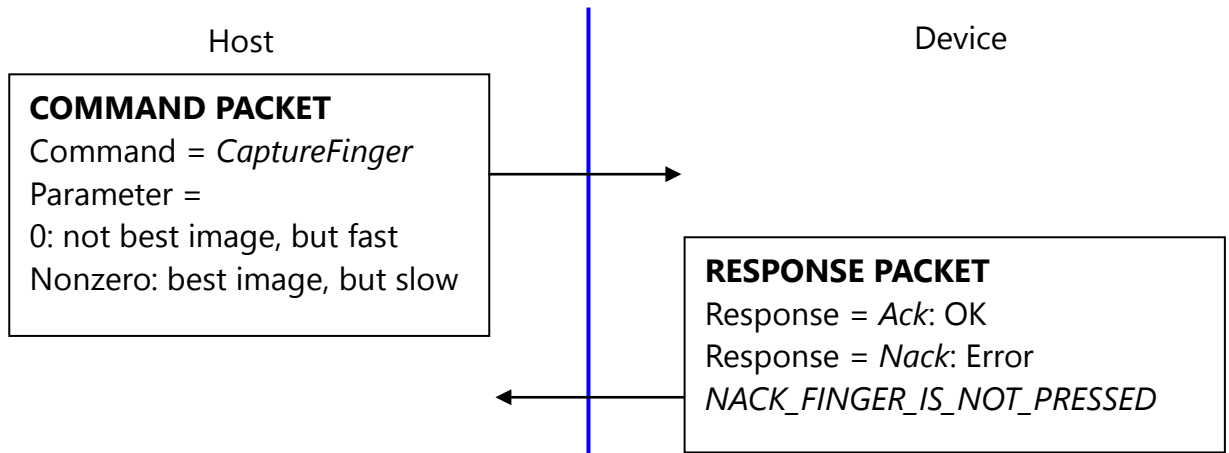 Host
Device
COMMAND PACKET
Command = CaptureFinger
Parameter =
0: not best image, but fast
Nonzero: best image, but slow
RESPONSE PACKET
Response = Ack: OK
Response = Nack: Error
NACK_FINGER_IS_NOT_PRESSED